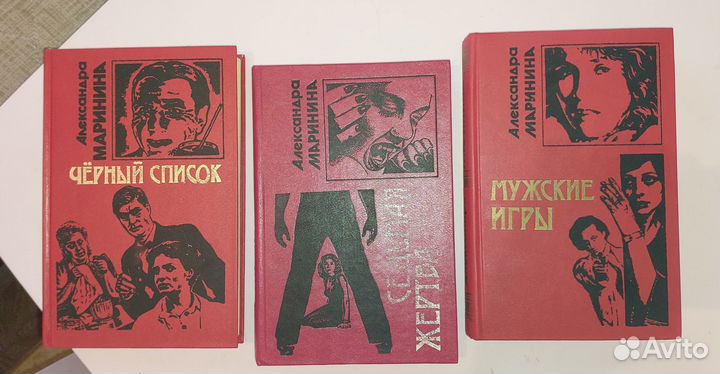 Александра
МАРИНИНА
ЧЁРНЫЙ СПИСОК
Александра
МАРИНИНА
СЕДЬМАЯ
ЖЕРТВА
Александра
МАРИНИНА
МУЖСКИЕ
ИГРЫ
Avito